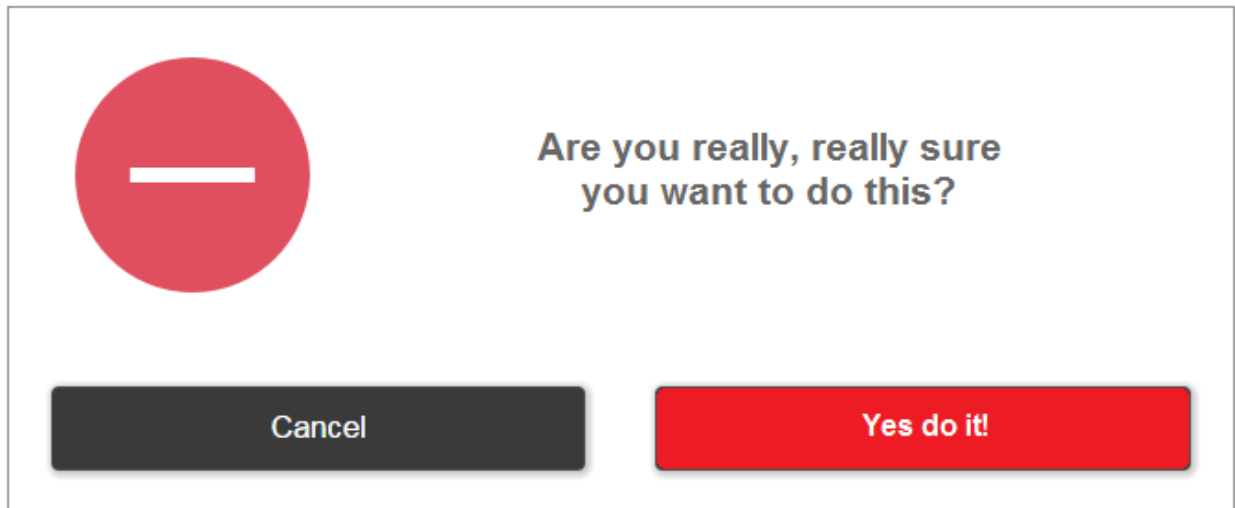 Are you really, really sure
you want to do this?
Cancel
Yes do it!